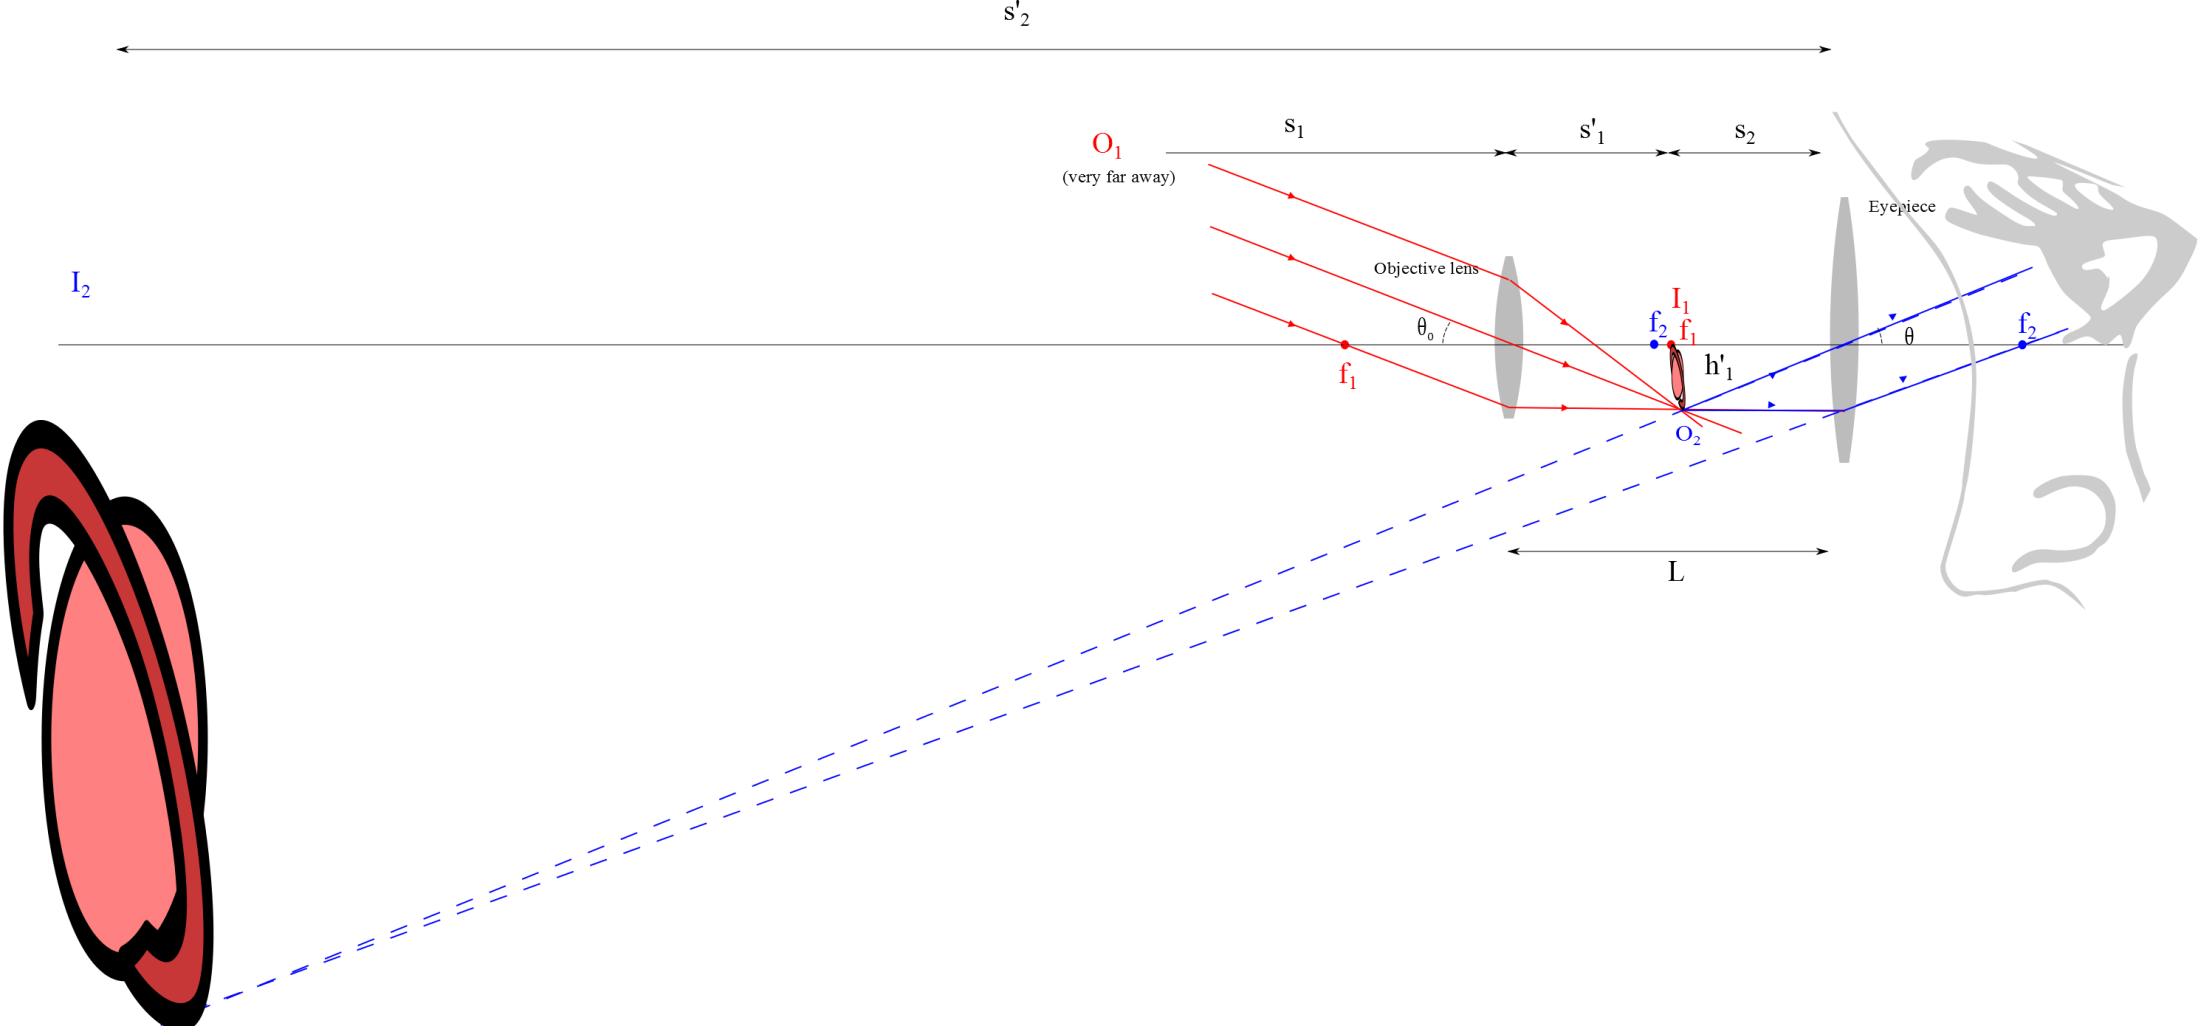 s'₂
s₁
s'₁
s₂
O₁
(very far away)
Eyepiece
Objective lens
I₂
I₁
θ₀
f₂
f₁
θ
f₂
h'₁
f₁
O₂
L